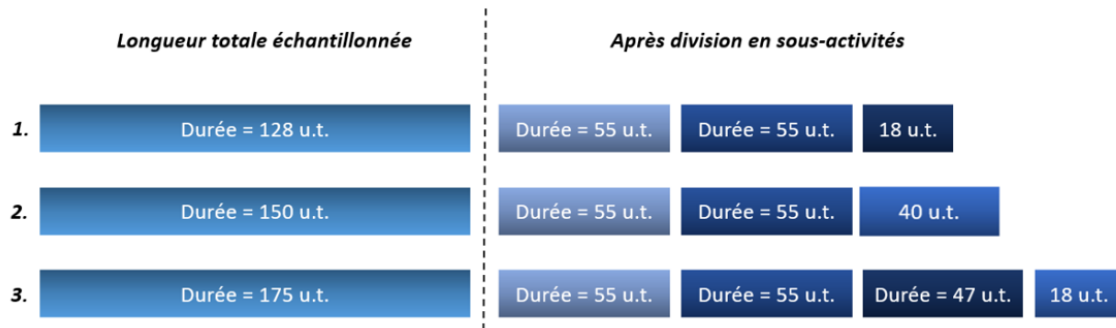 Longueur totale échantillonnée Après division en sous-activités
1. Durée = 128 u.t. Durée = 55 u.t. Durée = 55 u.t. 18 u.t.
2. Durée = 150 u.t. Durée = 55 u.t. Durée = 55 u.t. 40 u.t.
3. Durée = 175 u.t. Durée = 55 u.t. Durée = 55 u.t. Durée = 47 u.t. 18 u.t.